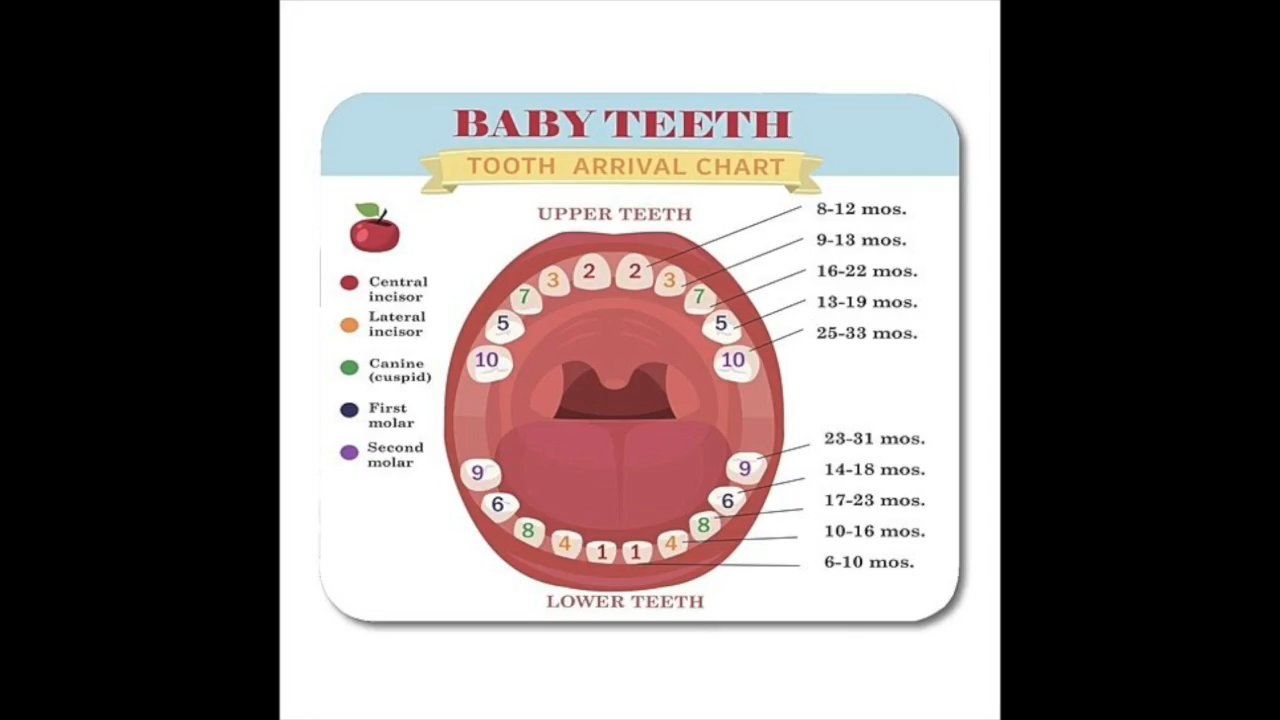 BABY TEETH
TOOTH ARRIVAL CHART
UPPER TEETH
Central
incisor
Lateral
incisor
Canine
(cuspid)
First
molar
Second
molar
2 2
3 3
7 7
5 5
10 10
8-12 mos.
9-13 mos.
16-22 mos.
13-19 mos.
25-33 mos.
9 9
6 6
8 8
4 4
1 1
23-31 mos.
14-18 mos.
17-23 mos.
10-16 mos.
6-10 mos.
LOWER TEETH